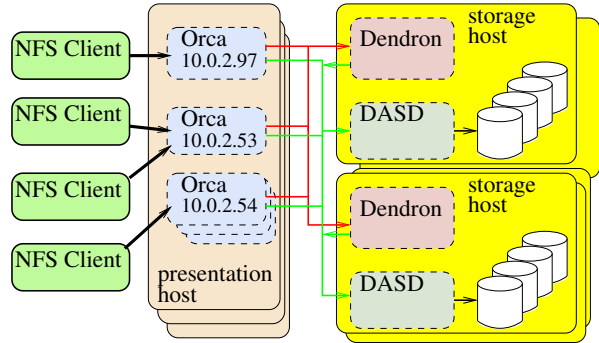 NFS Client
NFS Client
NFS Client
NFS Client
Orca
10.0.2.97
Orca
10.0.2.53
Orca
10.0.2.54
presentation
host
storage
host
Dendron
DASD
storage
host
Dendron
DASD